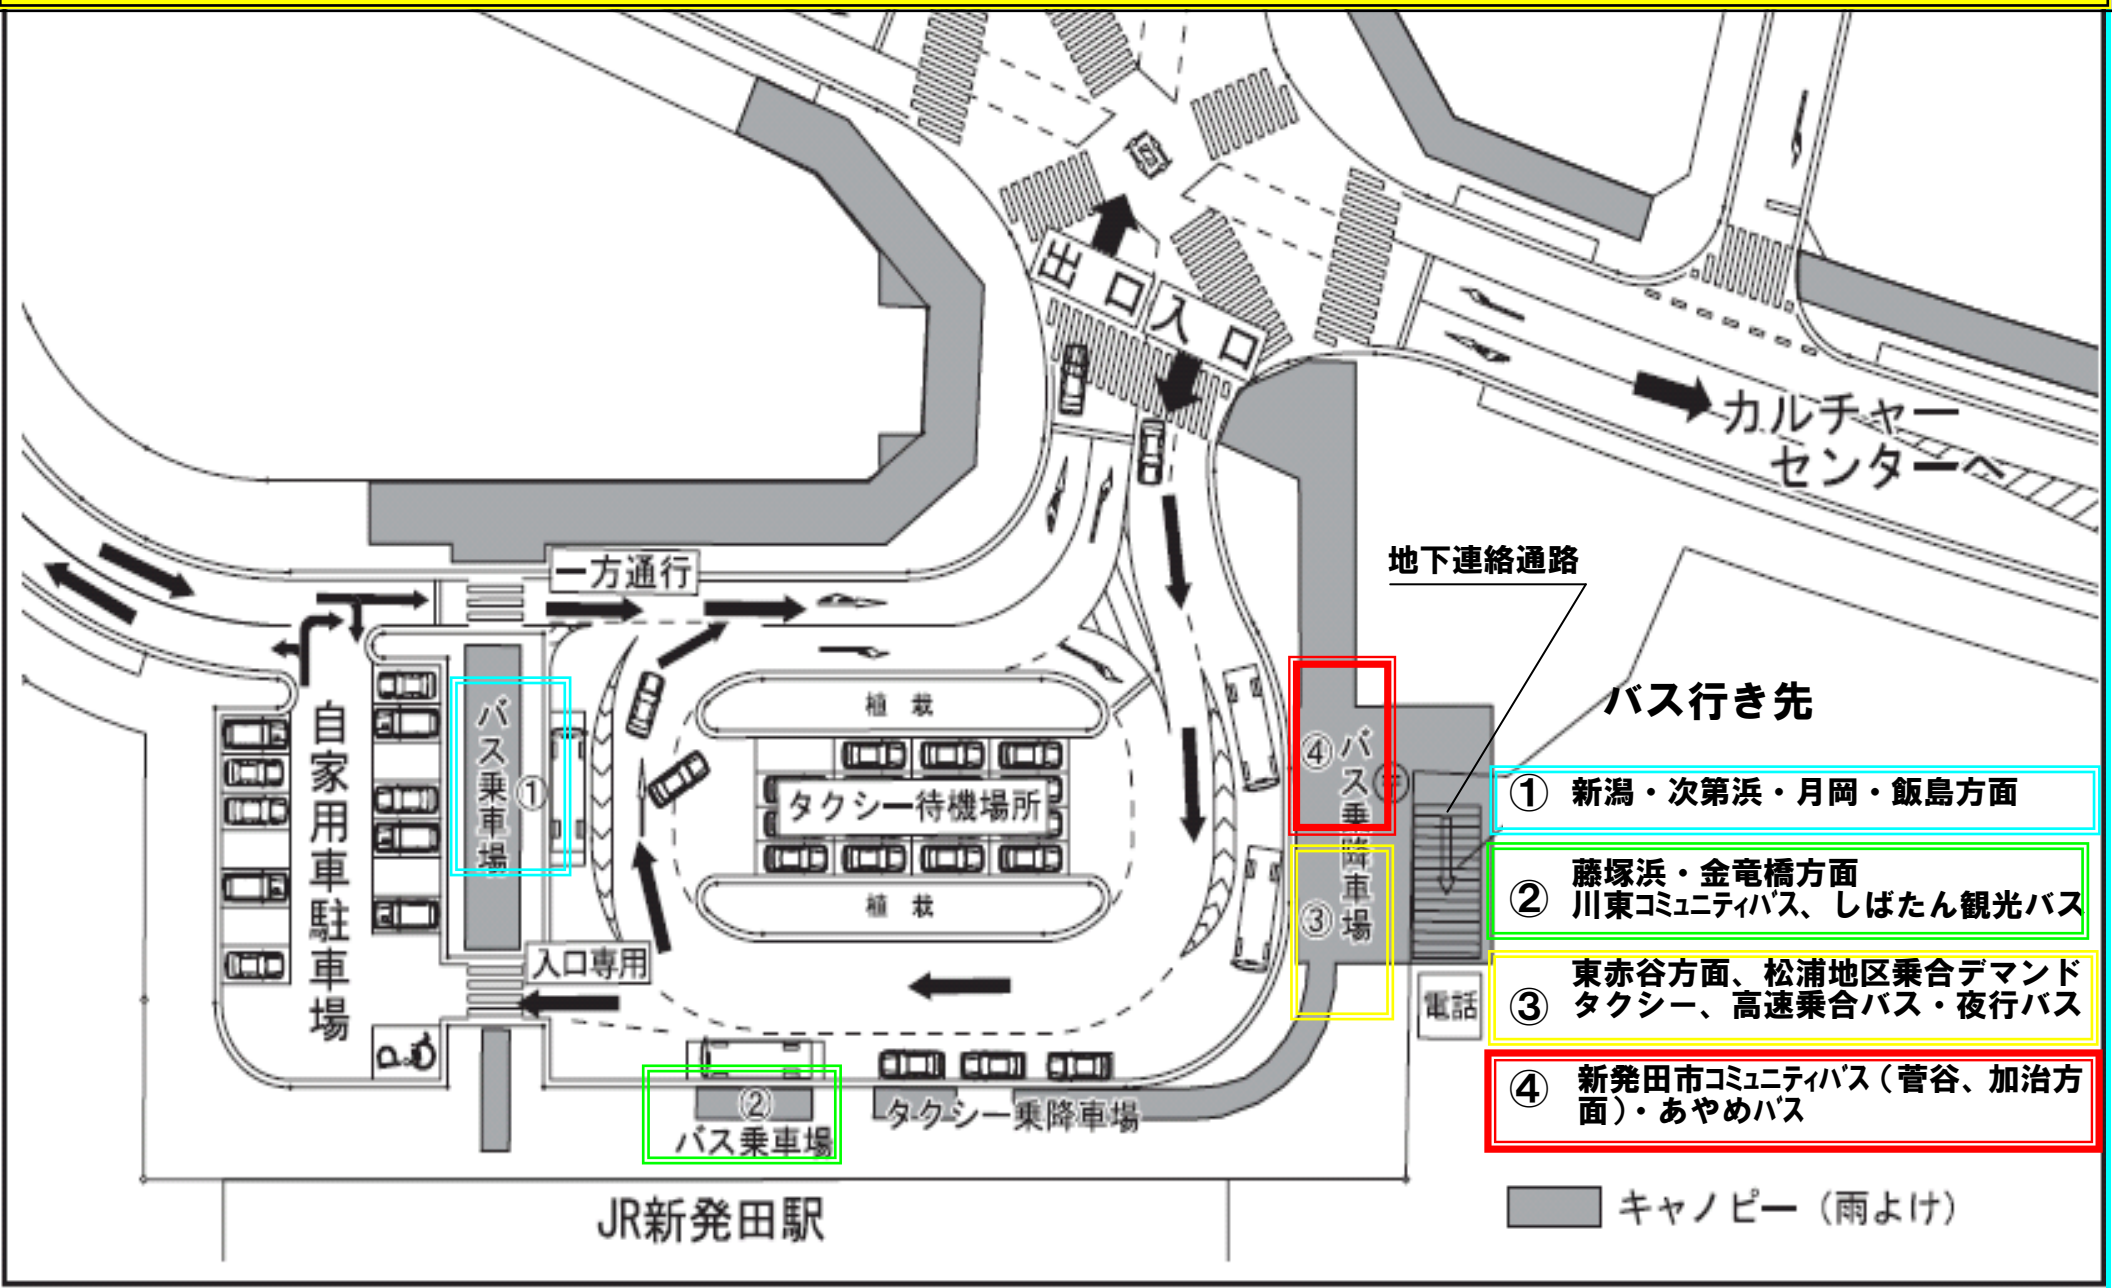 出口
入口
カルチャー
センターへ
地下連絡通路
一方通行
バス行き先
植 栽
バス乗車場
①
自家用車駐車場
タクシー待機場所
④
バス乗降車場
③
① 新潟・次第浜・月岡・飯島方面
植 栽
② 藤塚浜・金竜橋方面
川東コミュニティバス、しばたん観光バス
入口専用
③ 東赤谷方面、松浦地区乗合デマンド
タクシー、高速乗合バス・夜行バス
電話
④ 新発田市コミュニティバス（菅谷、加治方
面）・あやめバス
②
バス乗車場
タクシー乗降車場
JR新発田駅
キャノピー（雨よけ）